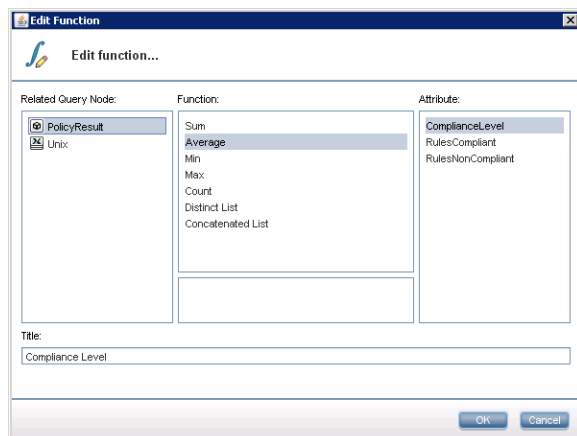 Edit Function
Edit function...
Related Query Node:
PolicyResult
Unix
Function:
Sum
Average
Min
Max
Count
Distinct List
Concatenated List
Attribute:
ComplianceLevel
RulesCompliant
RulesNonCompliant
Title:
Compliance Level
OK
Cancel